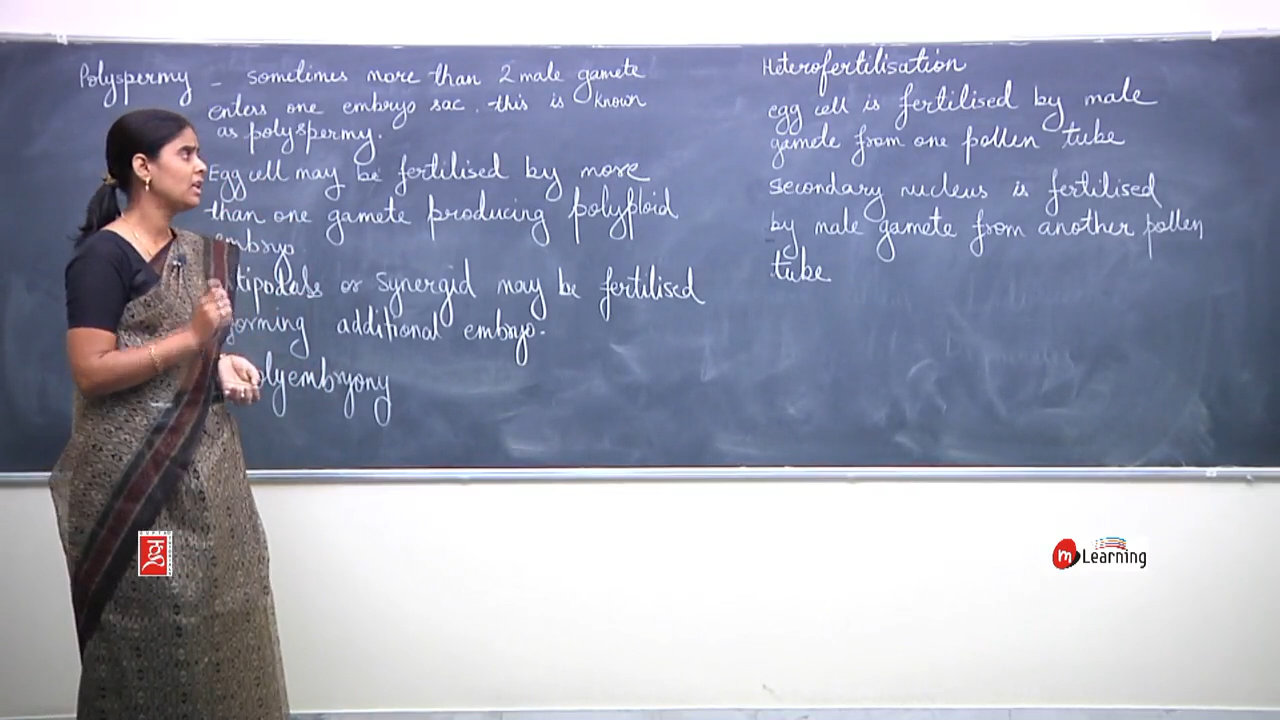 Polyspermy - sometimes more than 2 male gamete
enters one embryo sac. this is known
as polyspermy.
Egg cell may be fertilised by more
than one gamete producing polyploid
embryo.
tipodals or synergid may be fertilised
forming additional embryo.
olyembryony
Heterofertilisation
egg cell is fertilised by male
gamete from one pollen tube
secondary nucleus is fertilised
by male gamete from another pollen
tube
m Learning